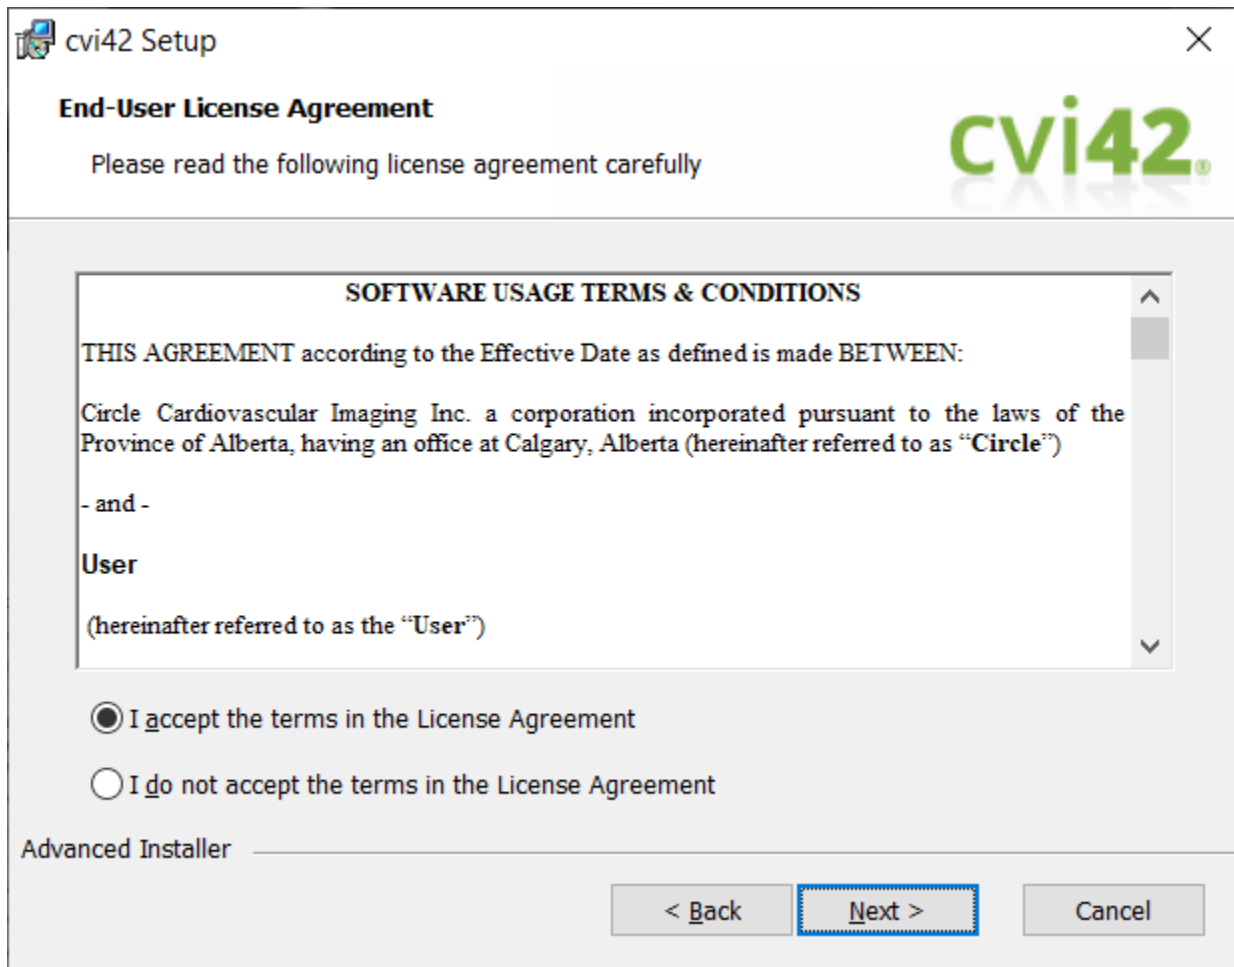 cvi42 Setup
End-User License Agreement
Please read the following license agreement carefully
cvi42®
SOFTWARE USAGE TERMS & CONDITIONS
THIS AGREEMENT according to the Effective Date as defined is made BETWEEN:
Circle Cardiovascular Imaging Inc. a corporation incorporated pursuant to the laws of the
Province of Alberta, having an office at Calgary, Alberta (hereinafter referred to as “Circle”)
- and -
User
(hereinafter referred to as the “User”)
I accept the terms in the License Agreement
I do not accept the terms in the License Agreement
Advanced Installer
< Back
Next >
Cancel